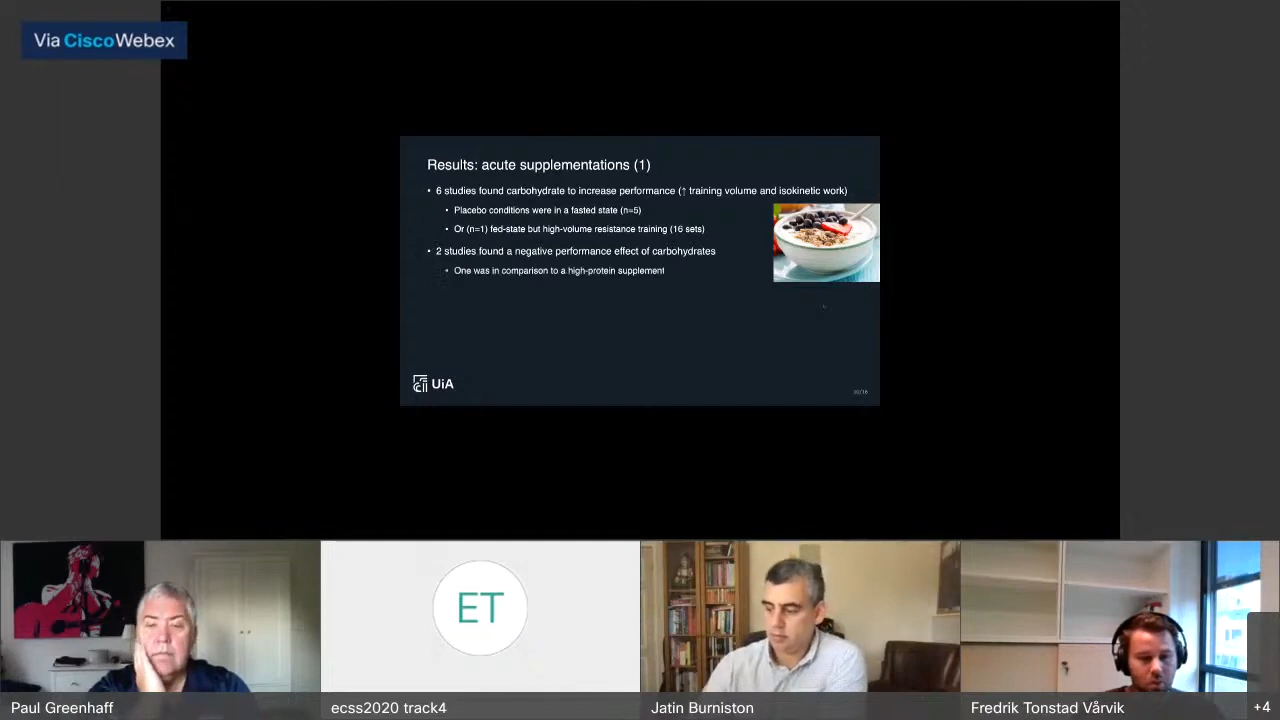 Via CiscoWebex
Results: acute supplementations (1)
• 6 studies found carbohydrate to increase performance (↑ training volume and isokinetic work)
• Placebo conditions were in a fasted state (n=5)
• Or (n=1) fed-state but high-volume resistance training (16 sets)
• 2 studies found a negative performance effect of carbohydrates
• One was in comparison to a high-protein supplement
UiA
ET
Paul Greenhaff
ecss2020 track4
Jatin Burniston
Fredrik Tonstad Vårvik
+4